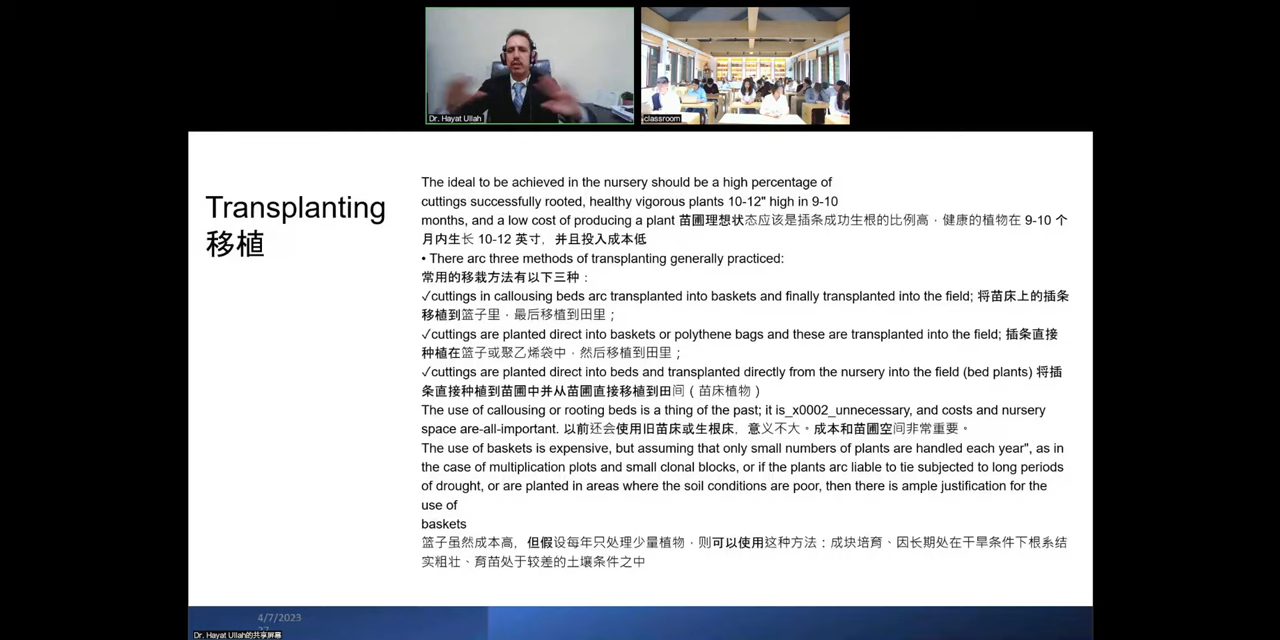 Dr. Hayat Ullah
classroom
Transplanting
移植
The ideal to be achieved in the nursery should be a high percentage of
cuttings successfully rooted, healthy vigorous plants 10-12" high in 9-10
months, and a low cost of producing a plant 苗圃理想状态应该是插条成功生根的比例高，健康的植物在 9-10 个
月内生长 10-12 英寸，并且投入成本低
• There arc three methods of transplanting generally practiced:
常用的移栽方法有以下三种：
✓cuttings in callousing beds arc transplanted into baskets and finally transplanted into the field; 将苗床上的插条
移植到篮子里，最后移植到田里；
✓cuttings are planted direct into baskets or polythene bags and these are transplanted into the field; 插条直接
种植在篮子或聚乙烯袋中，然后移植到田里；
✓cuttings are planted direct into beds and transplanted directly from the nursery into the field (bed plants) 将插
条直接种植到苗圃中并从苗圃直接移植到田间（苗床植物）
The use of callousing or rooting beds is a thing of the past; it is_x0002_unnecessary, and costs and nursery
space are-all-important. 以前还会使用旧苗床或生根床，意义不大。成本和苗圃空间非常重要。
The use of baskets is expensive, but assuming that only small numbers of plants are handled each year", as in
the case of multiplication plots and small clonal blocks, or if the plants arc liable to tie subjected to long periods
of drought, or are planted in areas where the soil conditions are poor, then there is ample justification for the
use of
baskets
篮子虽然成本高，但假设每年只处理少量植物，则可以使用这种方法：成块培育、因长期处在干旱条件下根系结
实粗壮、育苗处于较差的土壤条件之中
4/7/2023
27
Dr. Hayat Ullah的共享屏幕